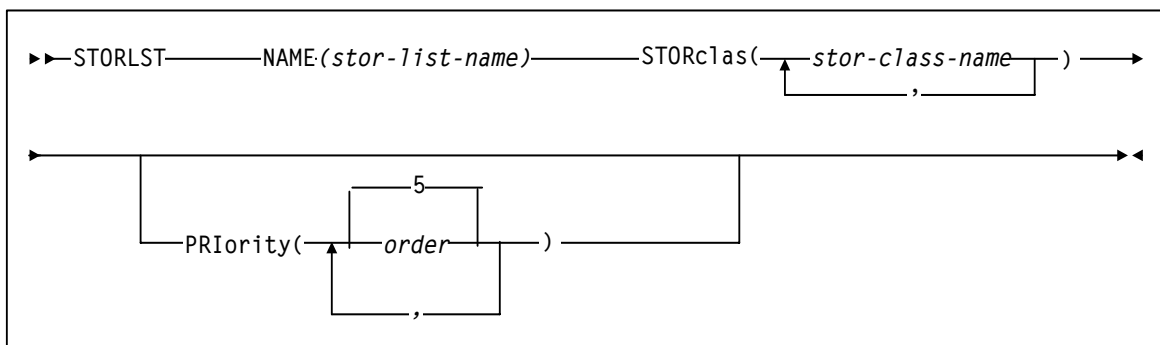 STORLST NAME(stor-list-name) STORclas( stor-class-name )
,
5
PRIority( order )
,